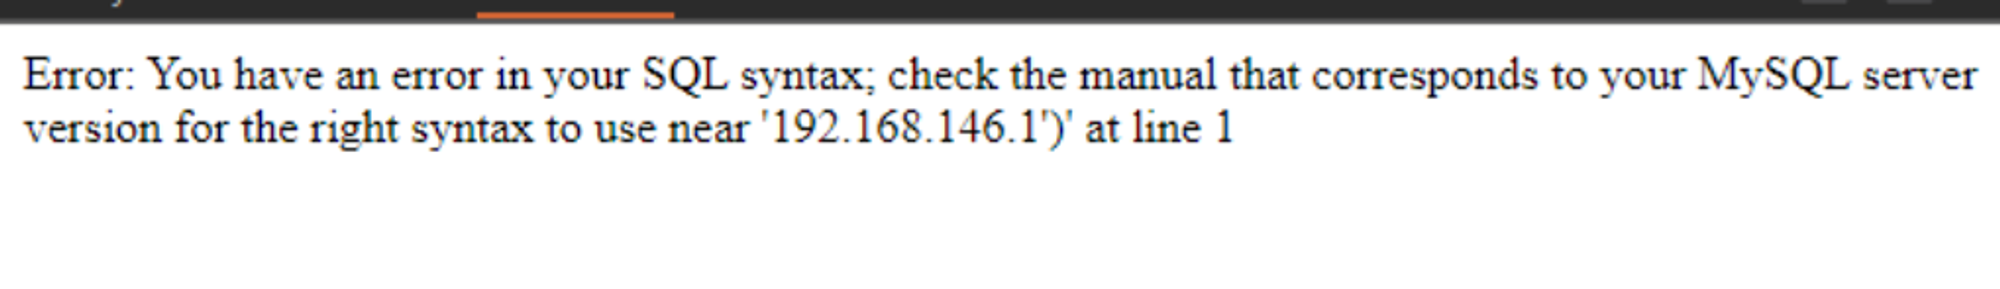 Error: You have an error in your SQL syntax; check the manual that corresponds to your MySQL server
version for the right syntax to use near '192.168.146.1')' at line 1